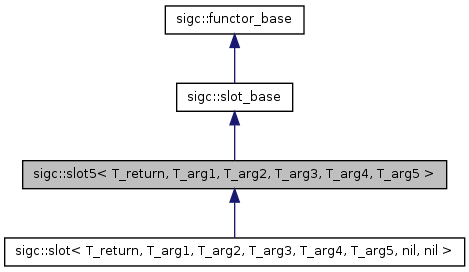 sigc::functor_base
sigc::slot_base
sigc::slot5< T_return, T_arg1, T_arg2, T_arg3, T_arg4, T_arg5 >
sigc::slot< T_return, T_arg1, T_arg2, T_arg3, T_arg4, T_arg5, nil, nil >